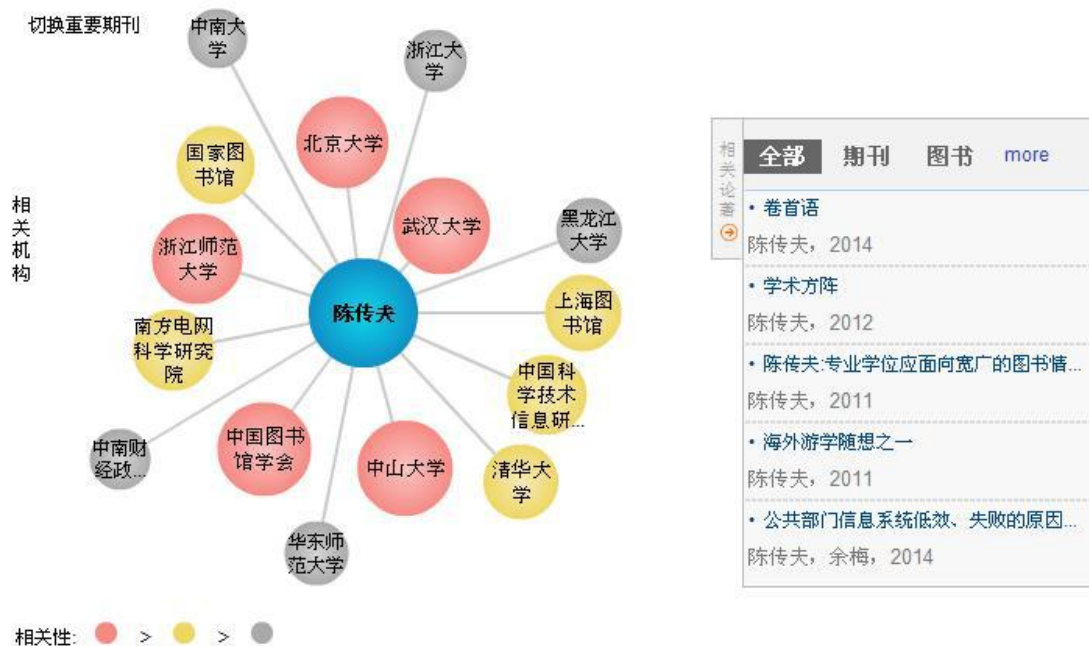 切换重要期刊
中南大
学
浙江大
学
北京大学
国家图
书馆
武汉大学
黑龙江
大学
浙江师范
大学
相
关
机
构
陈传夫
上海图
书馆
南方电网
科学研究
院
中国科
学技术
信息研...
中国图书
馆学会
中南财
经政...
中山大学
清华大
学
华东师
范大学
相关性: > >
相
关
论
著
全部 期刊 图书 more
• 卷首语
陈传夫，2014
• 学术方阵
陈传夫，2012
• 陈传夫:专业学位应面向宽广的图书情...
陈传夫，2011
• 海外游学随想之一
陈传夫，2011
• 公共部门信息系统低效、失败的原因...
陈传夫，余梅，2014